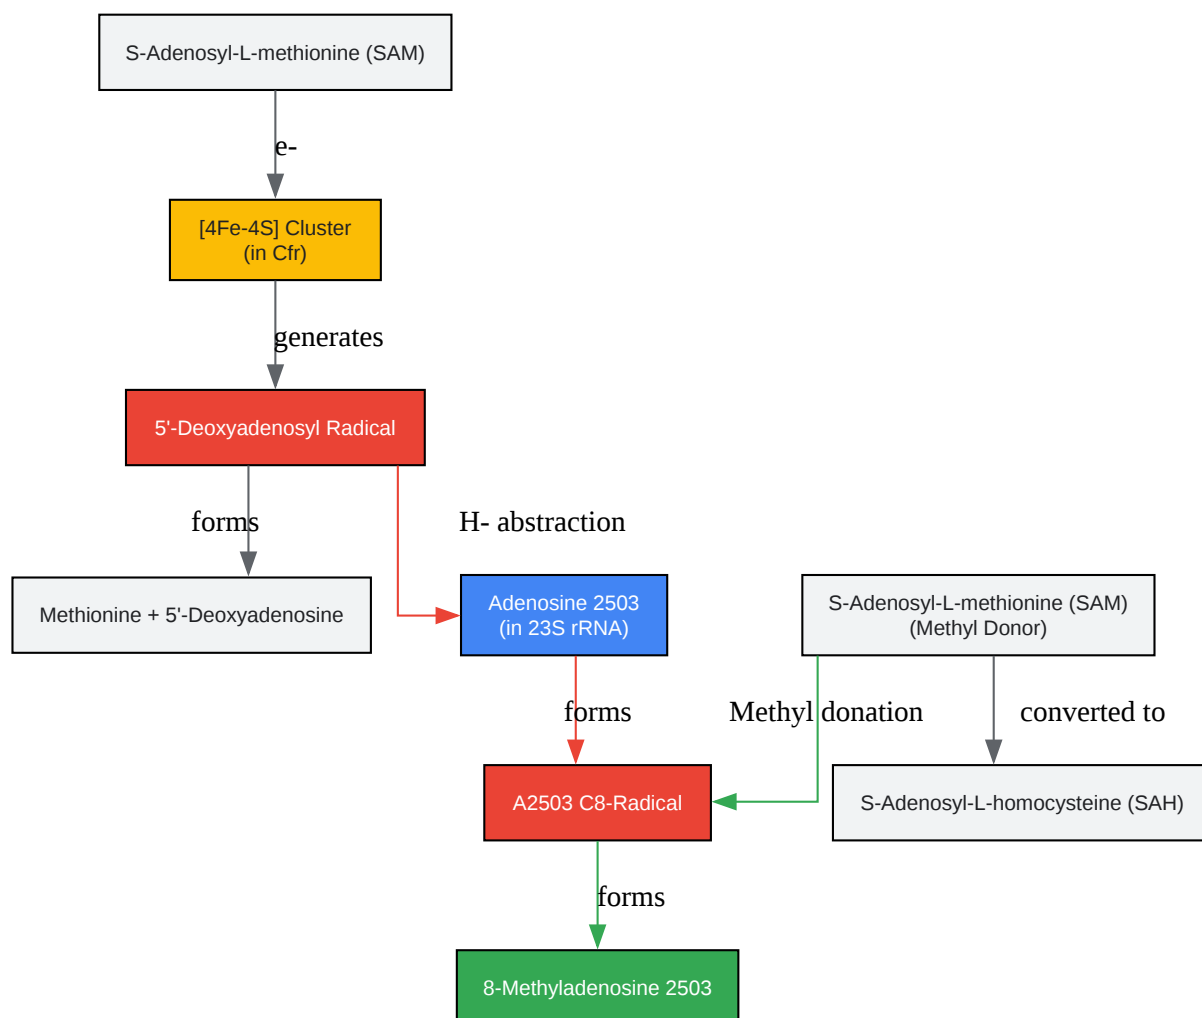 S-Adenosyl-L-methionine (SAM)
e-
[4Fe-4S] Cluster
(in Cfr)
generates
5'-Deoxyadenosyl Radical
forms
H- abstraction
Methionine + 5'-Deoxyadenosine
Adenosine 2503
(in 23S rRNA)
S-Adenosyl-L-methionine (SAM)
(Methyl Donor)
forms
Methyl donation
converted to
A2503 C8-Radical
S-Adenosyl-L-homocysteine (SAH)
forms
8-Methyladenosine 2503